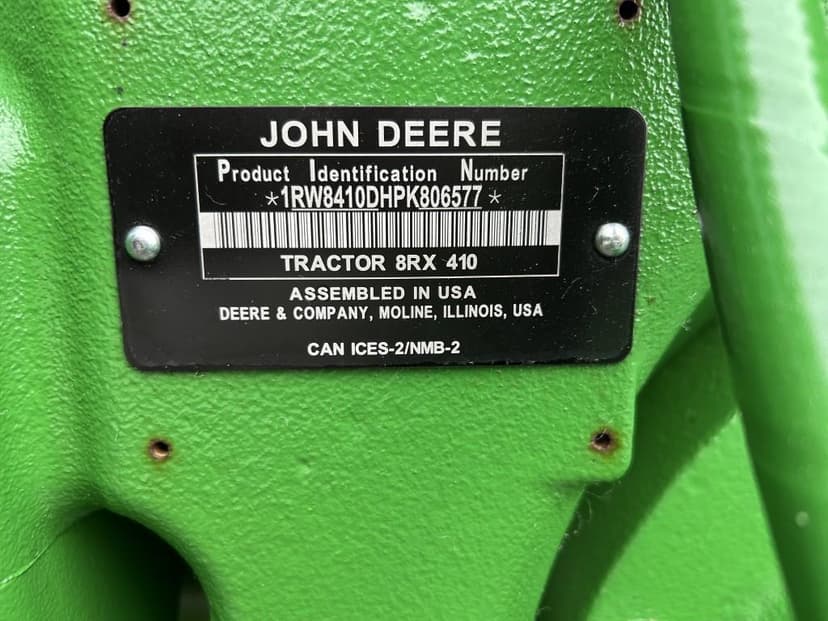 JOHN DEERE
Product Identification Number
*1RW8410DHPK806577*
TRACTOR 8RX 410
ASSEMBLED IN USA
DEERE & COMPANY, MOLINE, ILLINOIS, USA
CAN ICES-2/NMB-2